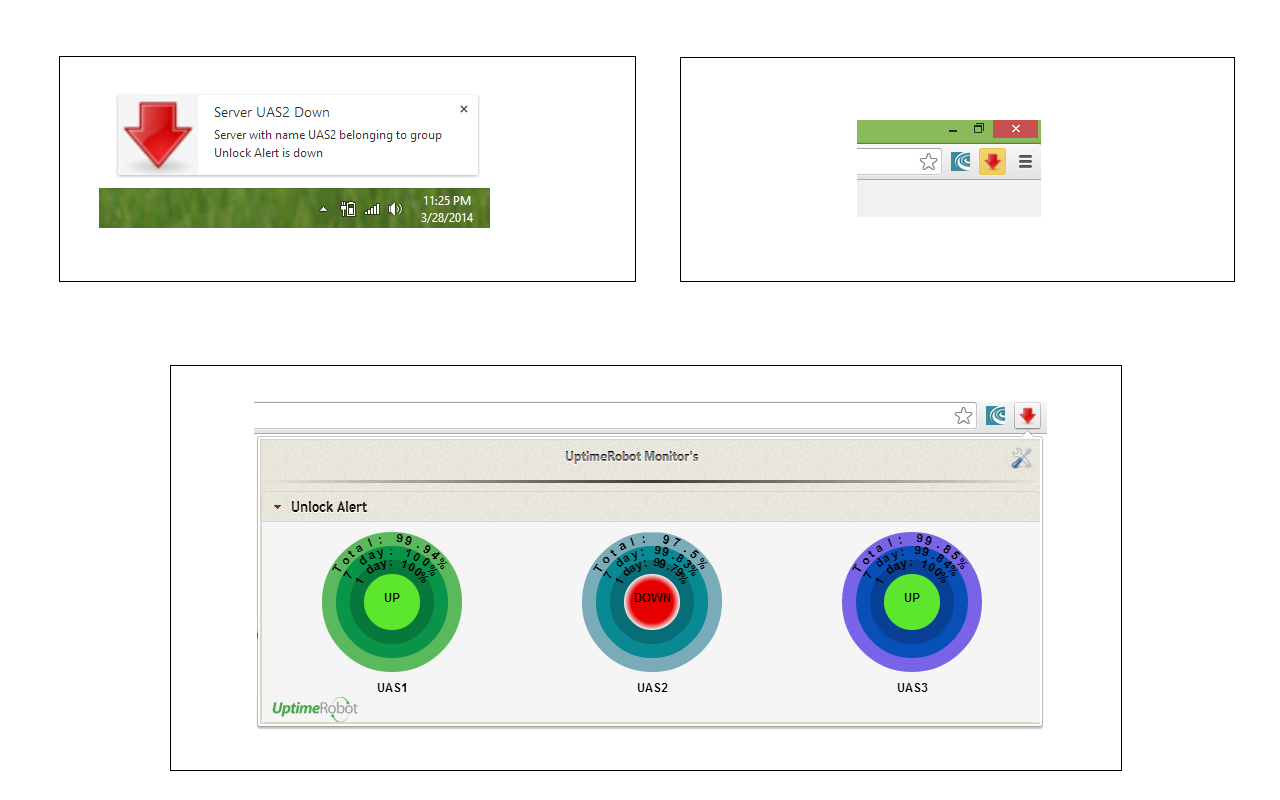 Server UAS2 Down
Server with name UAS2 belonging to group
Unlock Alert is down
11:25 PM
3/28/2014
UptimeRobot Monitor's
Unlock Alert
Total: 99.94%
7 day: 100%
1 day: 100%
UP
UAS1
Total: 97.5%
7 day: 99.83%
1 day: 99.79%
DOWN
UAS2
Total: 99.85%
7 day: 99.84%
1 day: 100%
UP
UAS3
UptimeRobot